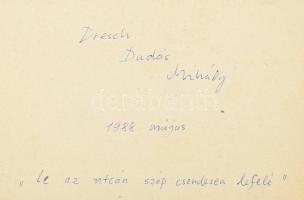 Dresch
Dudás
Mihály
1988 május
"le az utcán szép csendesen lefelé"